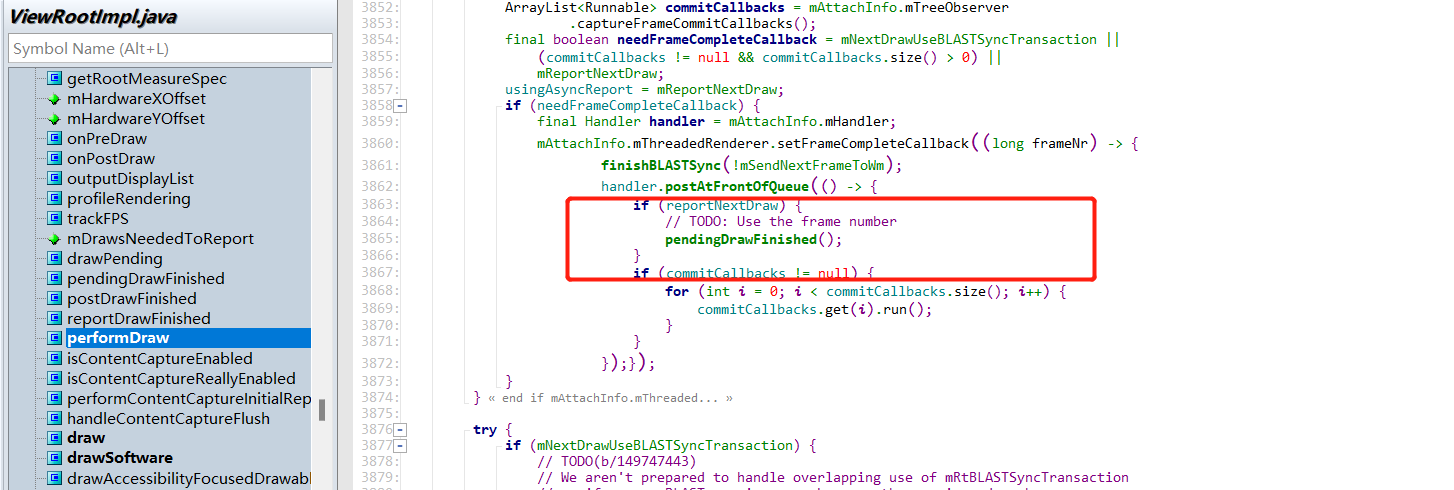 ViewRootImpl.java
Symbol Name (Alt+L)
getRootMeasureSpec
mHardwareXOffset
mHardwareYOffset
onPreDraw
onPostDraw
outputDisplayList
profileRendering
trackFPS
mDrawsNeededToReport
drawPending
pendingDrawFinished
postDrawFinished
reportDrawFinished
performDraw
isContentCaptureEnabled
isContentCaptureReallyEnabled
performContentCaptureInitialRep
handleContentCaptureFlush
draw
drawSoftware
drawAccessibilityFocusedDrawabl
3852: ArrayList<Runnable> commitCallbacks = mAttachInfo.mTreeObserver
3853: .captureFrameCommitCallbacks();
3854: final boolean needFrameCompleteCallback = mNextDrawUseBLASTSyncTransaction ||
3855: (commitCallbacks != null && commitCallbacks.size() > 0) ||
3856: mReportNextDraw;
3857: usingAsyncReport = mReportNextDraw;
3858: if (needFrameCompleteCallback) {
3859: final Handler handler = mAttachInfo.mHandler;
3860: mAttachInfo.mThreadedRenderer.setFrameCompleteCallback((long frameNr) -> {
3861: finishBLASTSync(!mSendNextFrameToWm);
3862: handler.postAtFrontOfQueue(() -> {
3863: if (reportNextDraw) {
3864: // TODO: Use the frame number
3865: pendingDrawFinished();
3866: }
3867: if (commitCallbacks != null) {
3868: for (int i = 0; i < commitCallbacks.size(); i++) {
3869: commitCallbacks.get(i).run();
3870: }
3871: }
3872: });});
3873: }
3874: } « end if mAttachInfo.mThreaded... »
3875:
3876: try {
3877: if (mNextDrawUseBLASTSyncTransaction) {
3878: // TODO(b/149747443)
3879: // We aren't prepared to handle overlapping use of mRtBLASTSyncTransaction